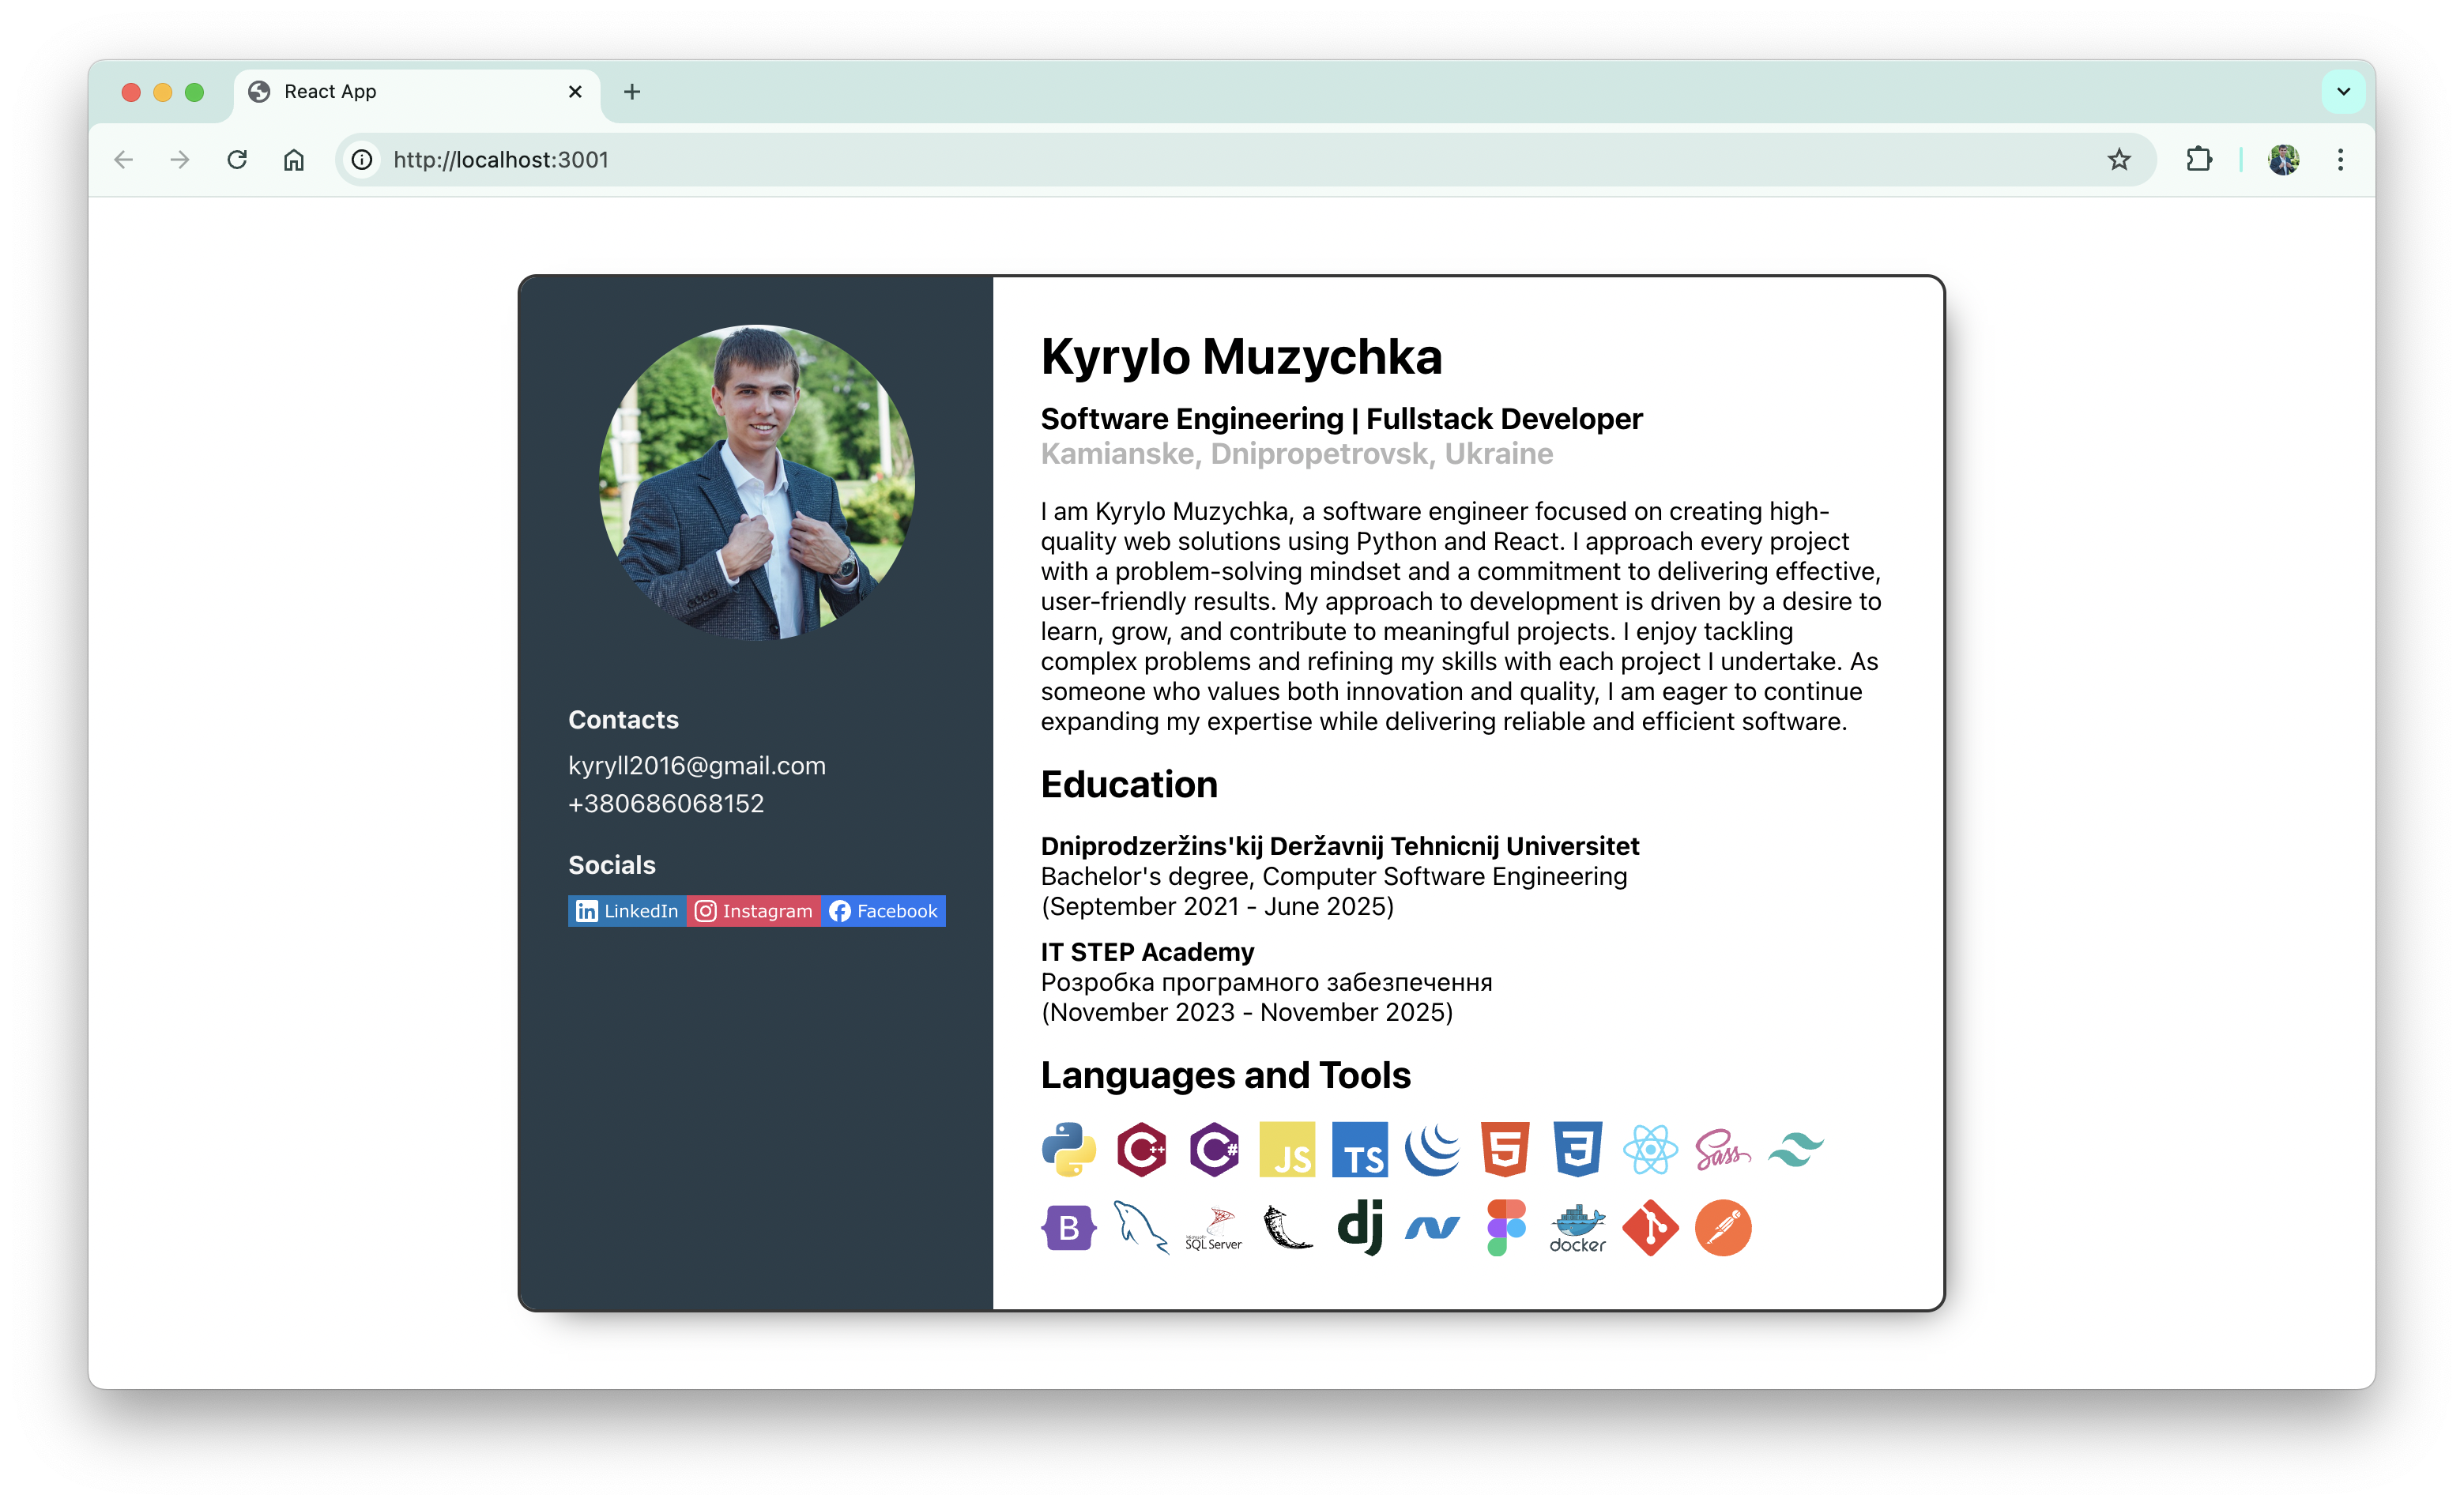 React App
http://localhost:3001
Kyrylo Muzychka
Software Engineering | Fullstack Developer
Kamianske, Dnipropetrovsk, Ukraine
I am Kyrylo Muzychka, a software engineer focused on creating high-
quality web solutions using Python and React. I approach every project
with a problem-solving mindset and a commitment to delivering effective,
user-friendly results. My approach to development is driven by a desire to
learn, grow, and contribute to meaningful projects. I enjoy tackling
complex problems and refining my skills with each project I undertake. As
someone who values both innovation and quality, I am eager to continue
expanding my expertise while delivering reliable and efficient software.
Contacts
kyryll2016@gmail.com
+380686068152
Socials
LinkedIn Instagram Facebook
Education
Dniprodzeržins'kij Deržavnij Tehnicnij Universitet
Bachelor's degree, Computer Software Engineering
(September 2021 - June 2025)
IT STEP Academy
Розробка програмного забезпечення
(November 2023 - November 2025)
Languages and Tools
C++ C# JS TS 5 3 Sass
B SQL Server dj docker